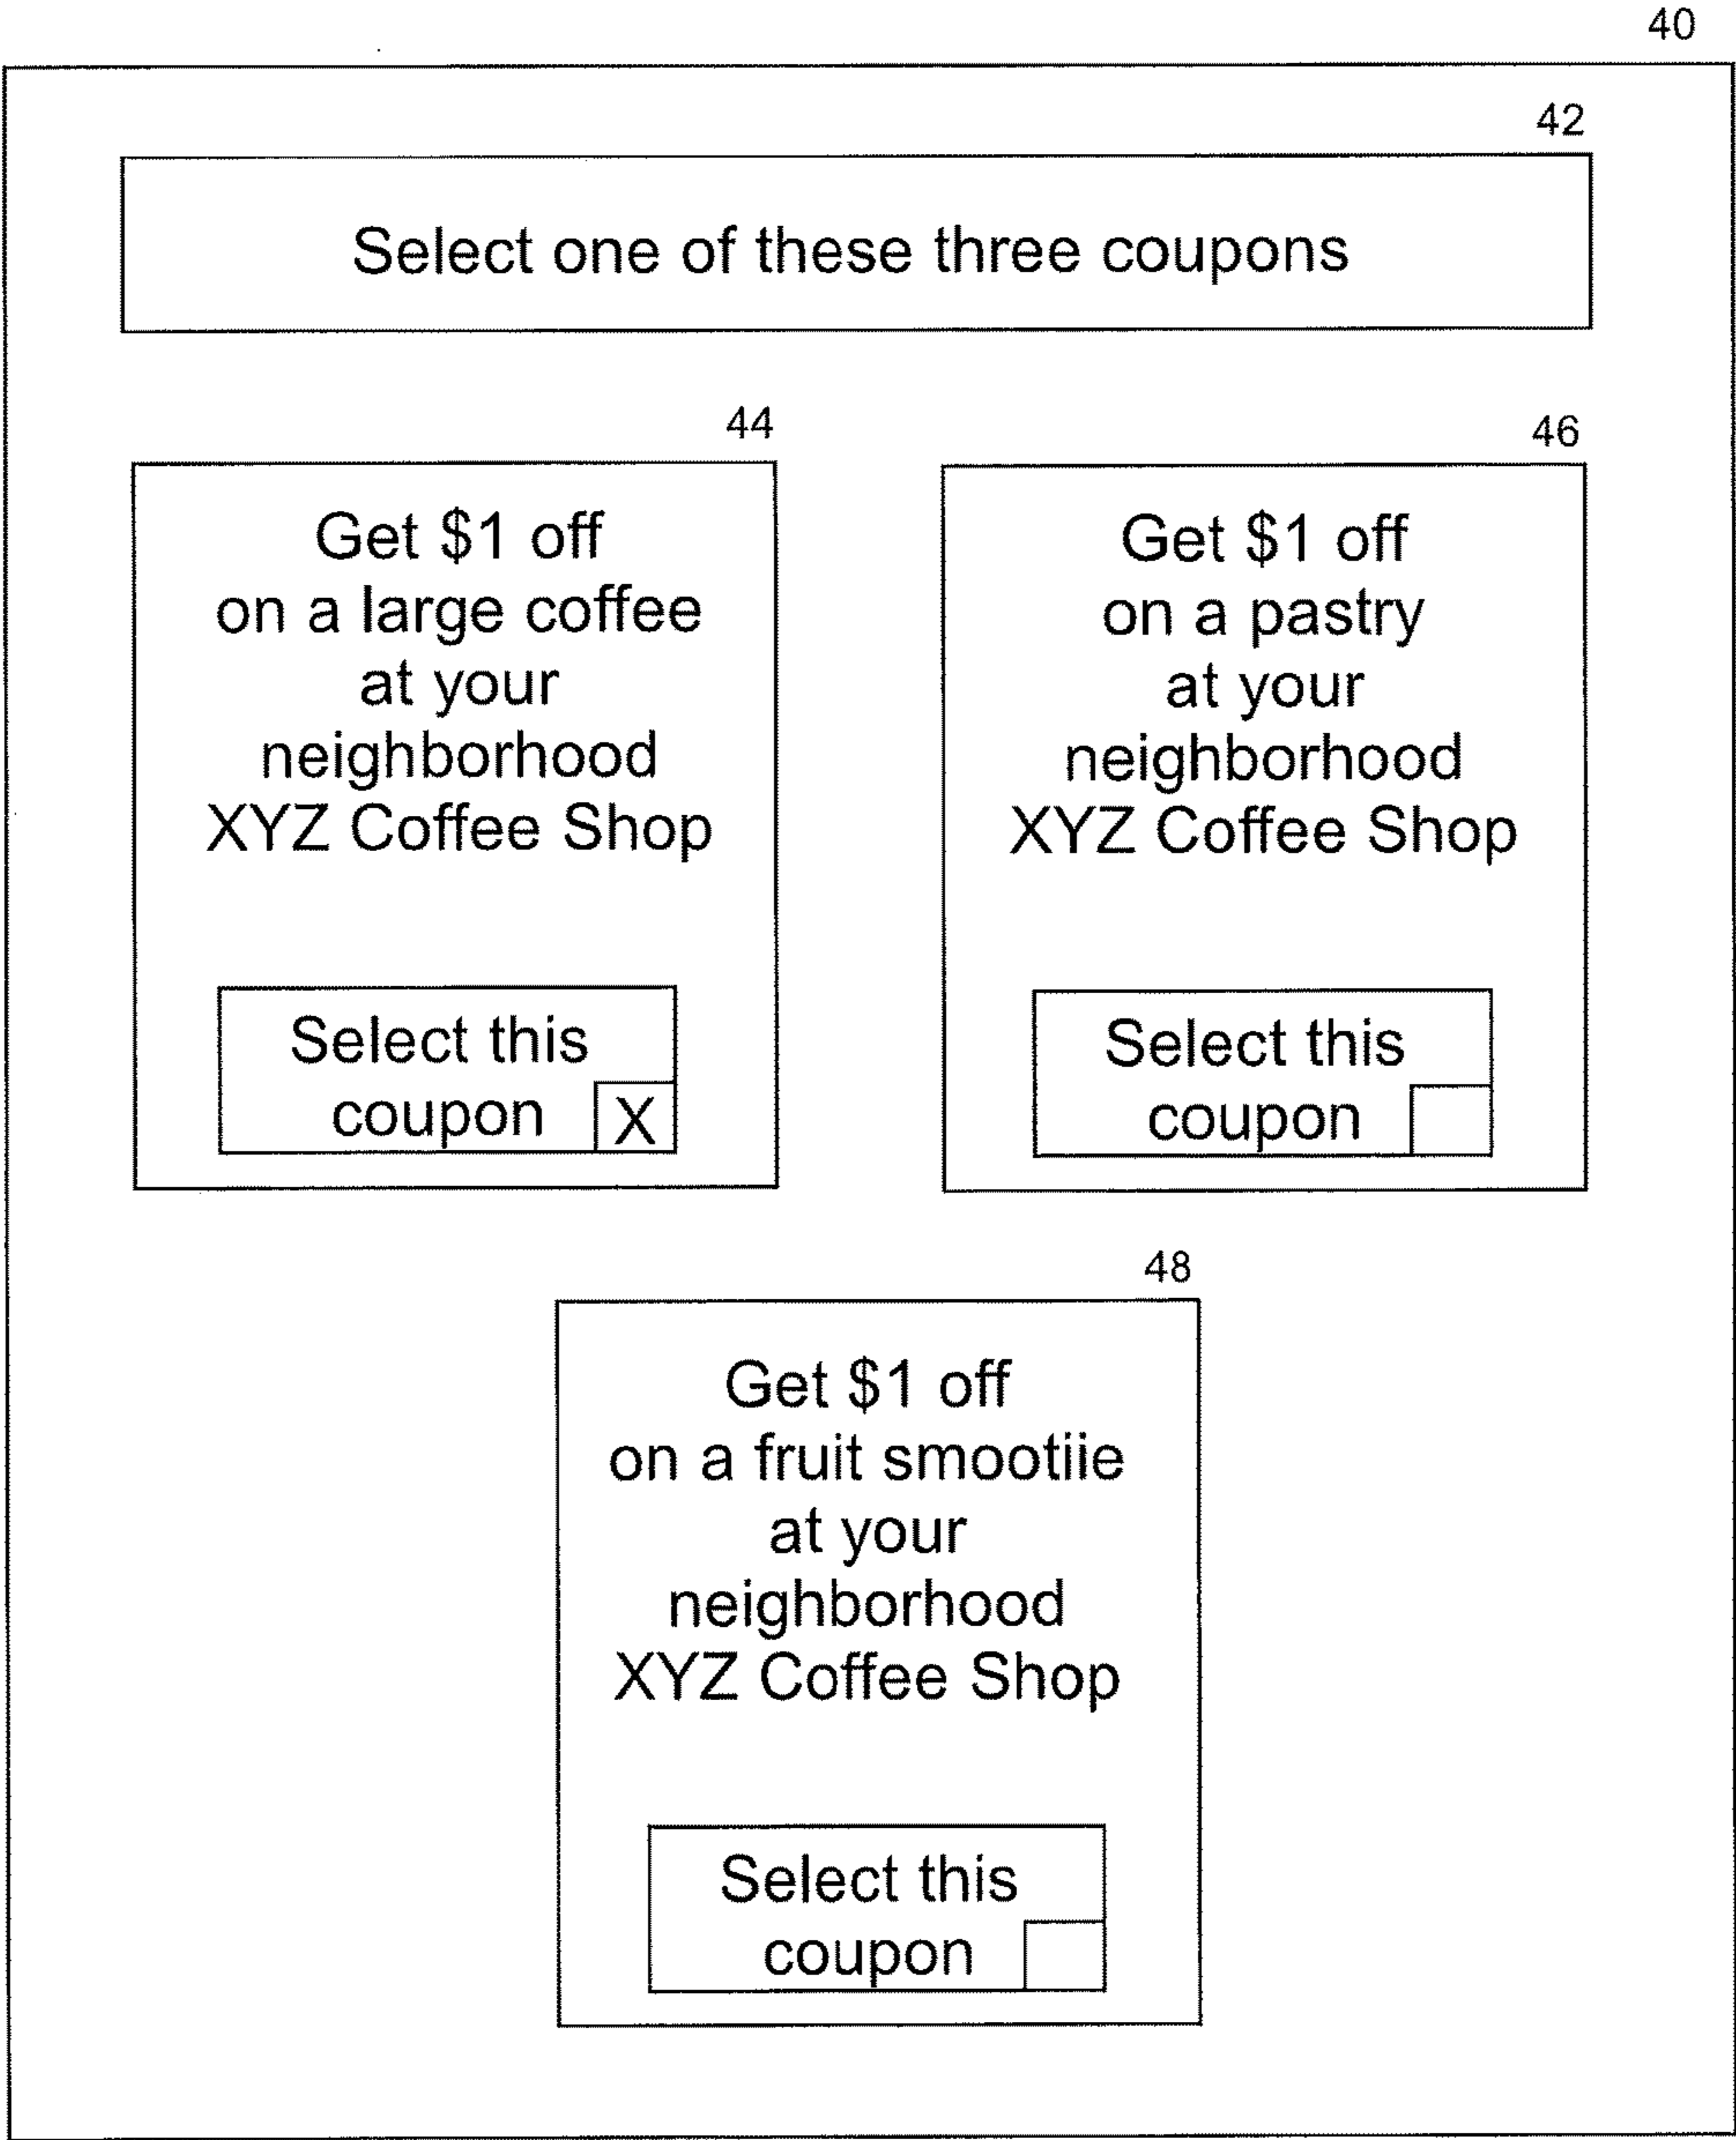 40
42
Select one of these three coupons
44
Get $1 off
on a large coffee
at your
neighborhood
XYZ Coffee Shop
Select this
coupon X
46
Get $1 off
on a pastry
at your
neighborhood
XYZ Coffee Shop
Select this
coupon
48
Get $1 off
on a fruit smootiie
at your
neighborhood
XYZ Coffee Shop
Select this
coupon